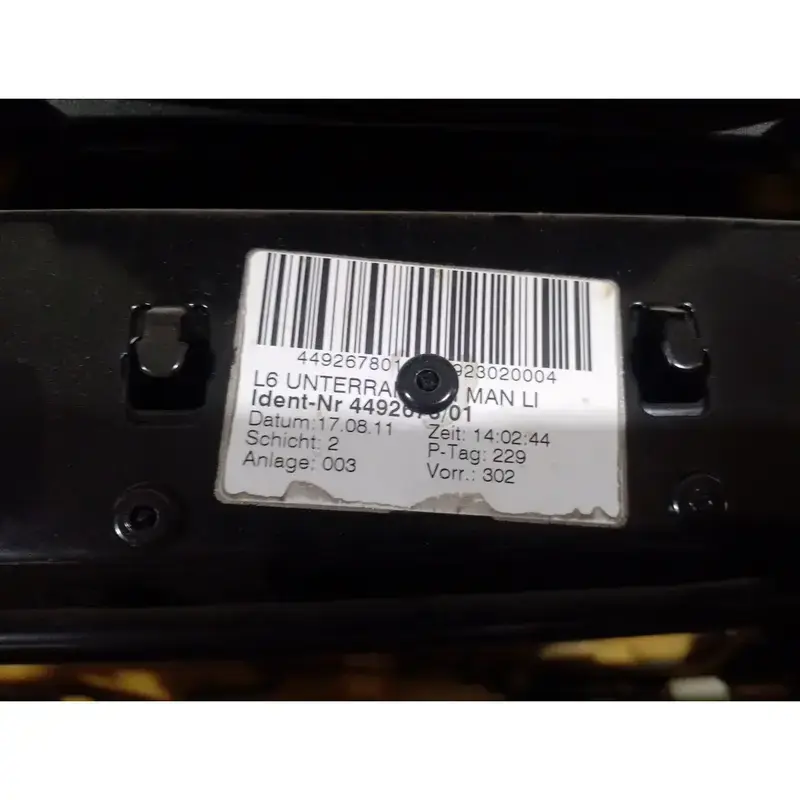 449267801 923020004
L6 UNTERRA MAN LI
Ident-Nr 4492678/01
Datum:17.08.11 Zeit: 14:02:44
Schicht: 2 P-Tag: 229
Anlage: 003 Vorr.: 302